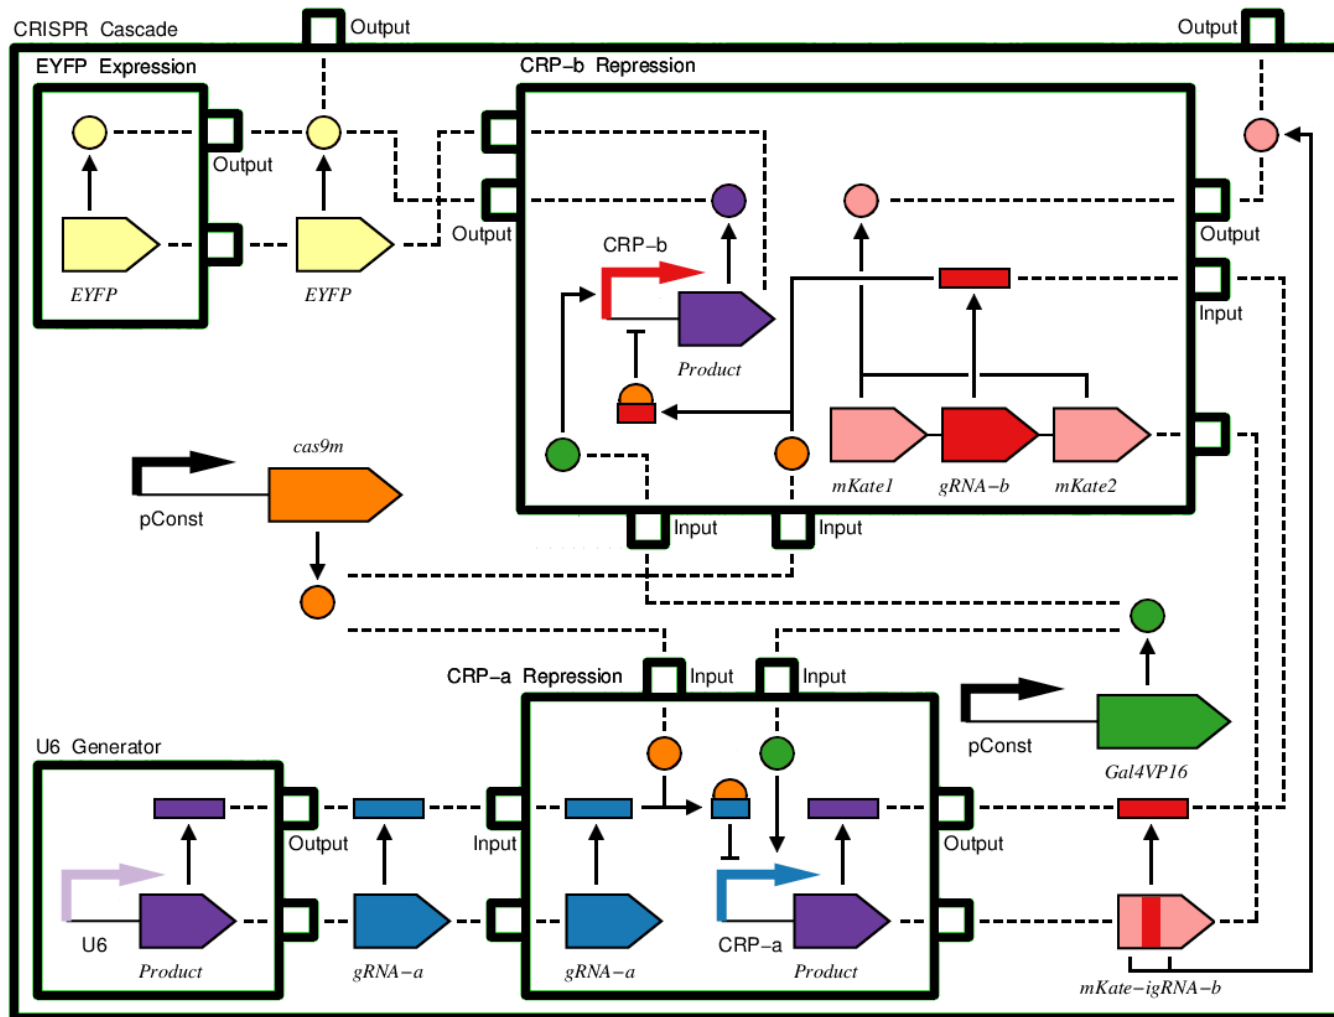 Output
Output
CRISPR Cascade
EYFP Expression
CRP-b Repression
Output
Output
Output
CRP-b
EYFP
EYFP
Input
Product
cas9m
mKate1
gRNA-b
mKate2
pConst
Input
Input
CRP-a Repression
Input
Input
pConst
U6 Generator
Gal4VP16
Output
Input
Output
U6
CRP-a
Product
gRNA-a
gRNA-a
Product
mKate-igRNA-b